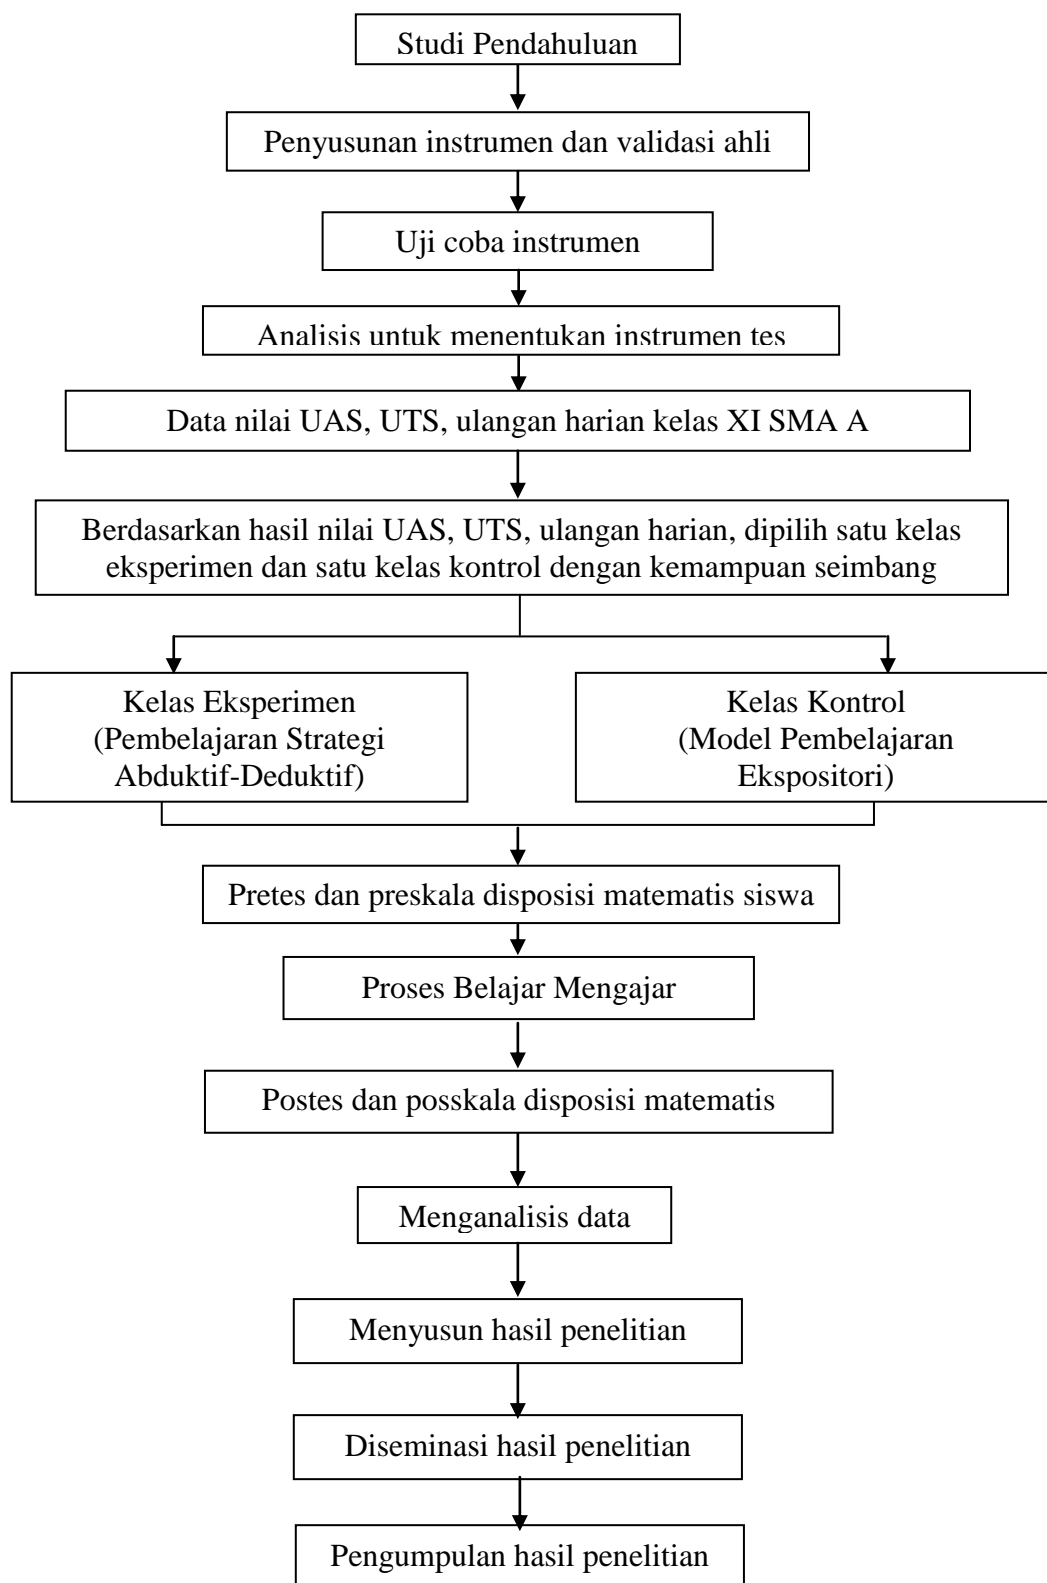 Studi Pendahuluan
Penyusunan instrumen dan validasi ahli
Uji coba instrumen
Analisis untuk menentukan instrumen tes
Data nilai UAS, UTS, ulangan harian kelas XI SMA A
Berdasarkan hasil nilai UAS, UTS, ulangan harian, dipilih satu kelas
eksperimen dan satu kelas kontrol dengan kemampuan seimbang
Kelas Eksperimen
(Pembelajaran Strategi
Abduktif-Deduktif)
Kelas Kontrol
(Model Pembelajaran
Ekspositori)
Pretes dan preskala disposisi matematis siswa
Proses Belajar Mengajar
Postes dan posskala disposisi matematis
Menganalisis data
Menyusun hasil penelitian
Diseminasi hasil penelitian
Pengumpulan hasil penelitian